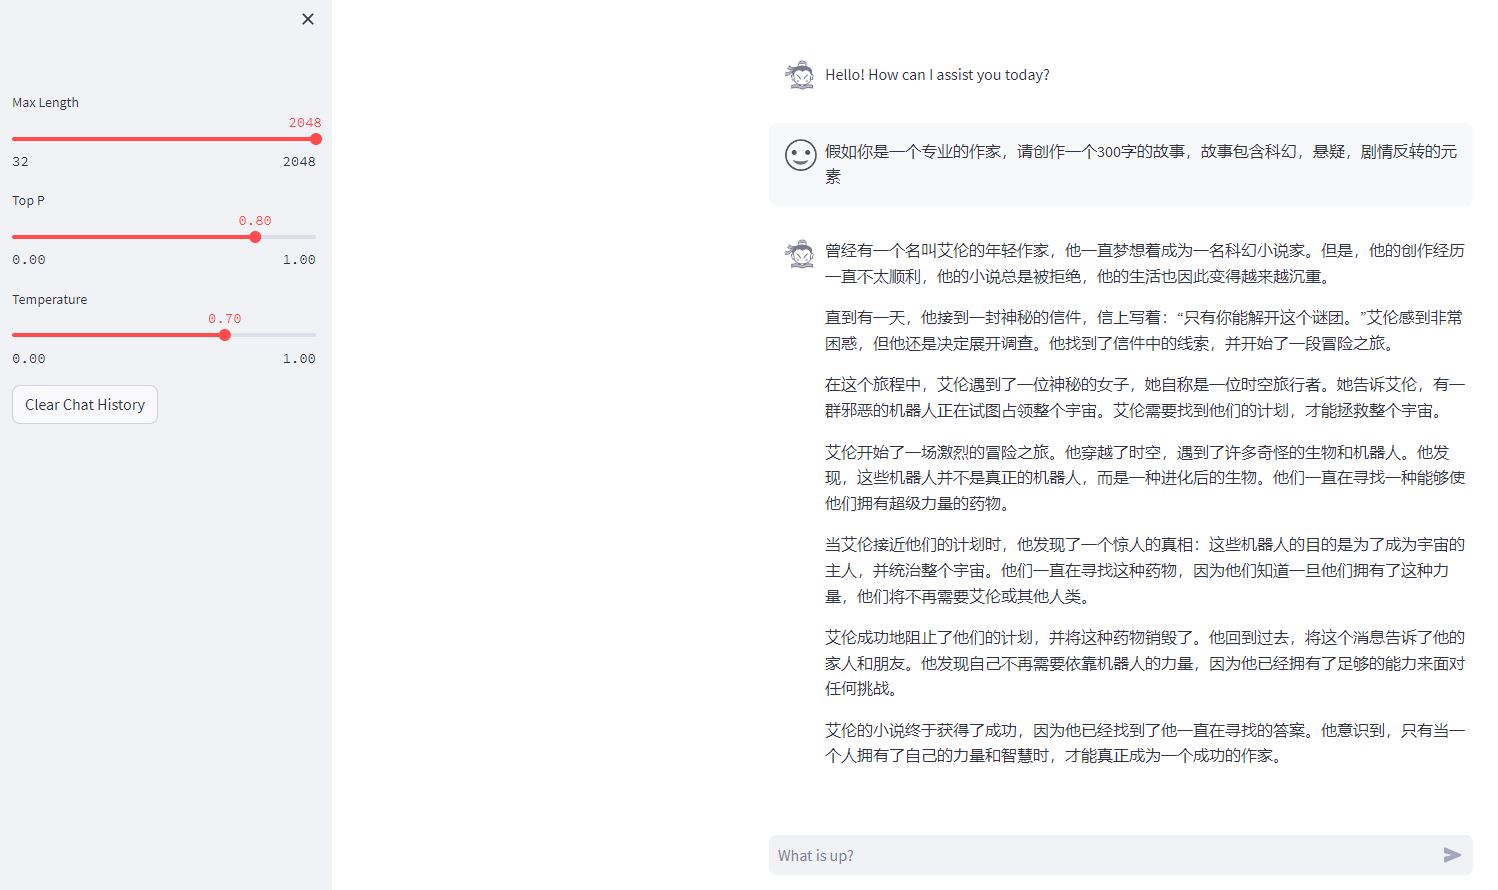 Max Length
2048
32 2048
Top P
0.80
0.00 1.00
Temperature
0.70
0.00 1.00
Clear Chat History
Hello! How can I assist you today?
假如你是一个专业的作家，请创作一个300字的故事，故事包含科幻，悬疑，剧情反转的元
素
曾经有一个名叫艾伦的年轻作家，他一直梦想着成为一名科幻小说家。但是，他的创作经历
一直不太顺利，他的小说总是被拒绝，他的生活也因此变得越来越沉重。
直到有一天，他接到一封神秘的信件，信上写着：“只有你能解开这个谜团。”艾伦感到非常
困惑，但他还是决定展开调查。他找到了信件中的线索，并开始了一段冒险之旅。
在这个旅程中，艾伦遇到了一位神秘的女子，她自称是一位时空旅行者。她告诉艾伦，有一
群邪恶的机器人正在试图占领整个宇宙。艾伦需要找到他们的计划，才能拯救整个宇宙。
艾伦开始了一场激烈的冒险之旅。他穿越了时空，遇到了许多奇怪的生物和机器人。他发
现，这些机器人并不是真正的机器人，而是一种进化后的生物。他们一直在寻找一种能够使
他们拥有超级力量的药物。
当艾伦接近他们的计划时，他发现了一个惊人的真相：这些机器人的目的是为了成为宇宙的
主人，并统治整个宇宙。他们一直在寻找这种药物，因为他们知道一旦他们拥有了这种力
量，他们将不再需要艾伦或其他人类。
艾伦成功地阻止了他们的计划，并将这种药物销毁了。他回到过去，将这个消息告诉了他的
家人和朋友。他发现自己不再需要依靠机器人的力量，因为他已经拥有了足够的能力来面对
任何挑战。
艾伦的小说终于获得了成功，因为他已经找到了他一直在寻找的答案。他意识到，只有当一
个人拥有了自己的力量和智慧时，才能真正成为一个成功的作家。
What is up?